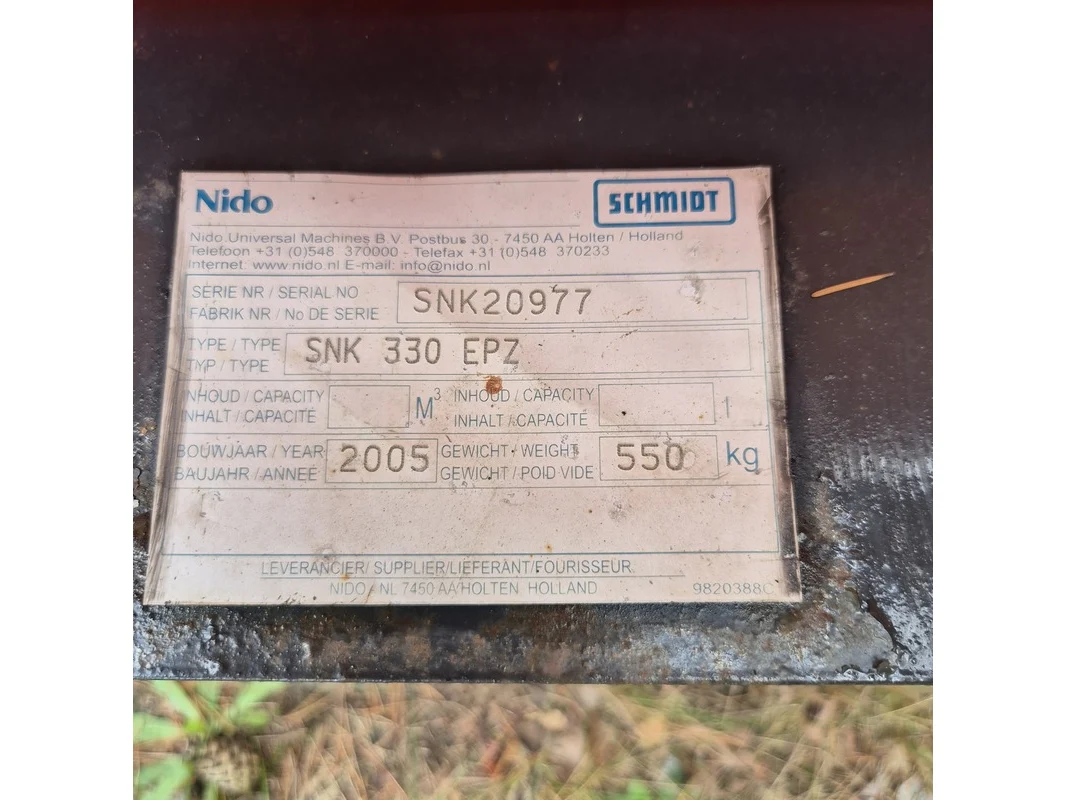 Nido SCHMIDT
Nido Universal Machines B.V. Postbus 30 - 7450 AA Holten / Holland
Telefoon +31 (0)548 370000 - Telefax +31 (0)548 370233
Internet: www.nido.nl E-mail: info@nido.nl
SERIE NR / SERIAL NO
FABRIK NR / No DE SERIE
SNK20977
TYPE / TYPE
TYP / TYPE
SNK 330 EPZ
INHOUD / CAPACITY
INHALT / CAPACITÉ
M³
INHOUD / CAPACITY
INHALT / CAPACITÉ
l
BOUWJAAR / YEAR
BAUJAHR / ANNEÉ
2005
GEWICHT - WEIGHT
GEWICHT / POID VIDE
550 kg
LEVERANCIER/ SUPPLIER/LIEFERANT/FOURISSEUR
NIDO - NL 7450 AA HOLTEN HOLLAND
9820388C